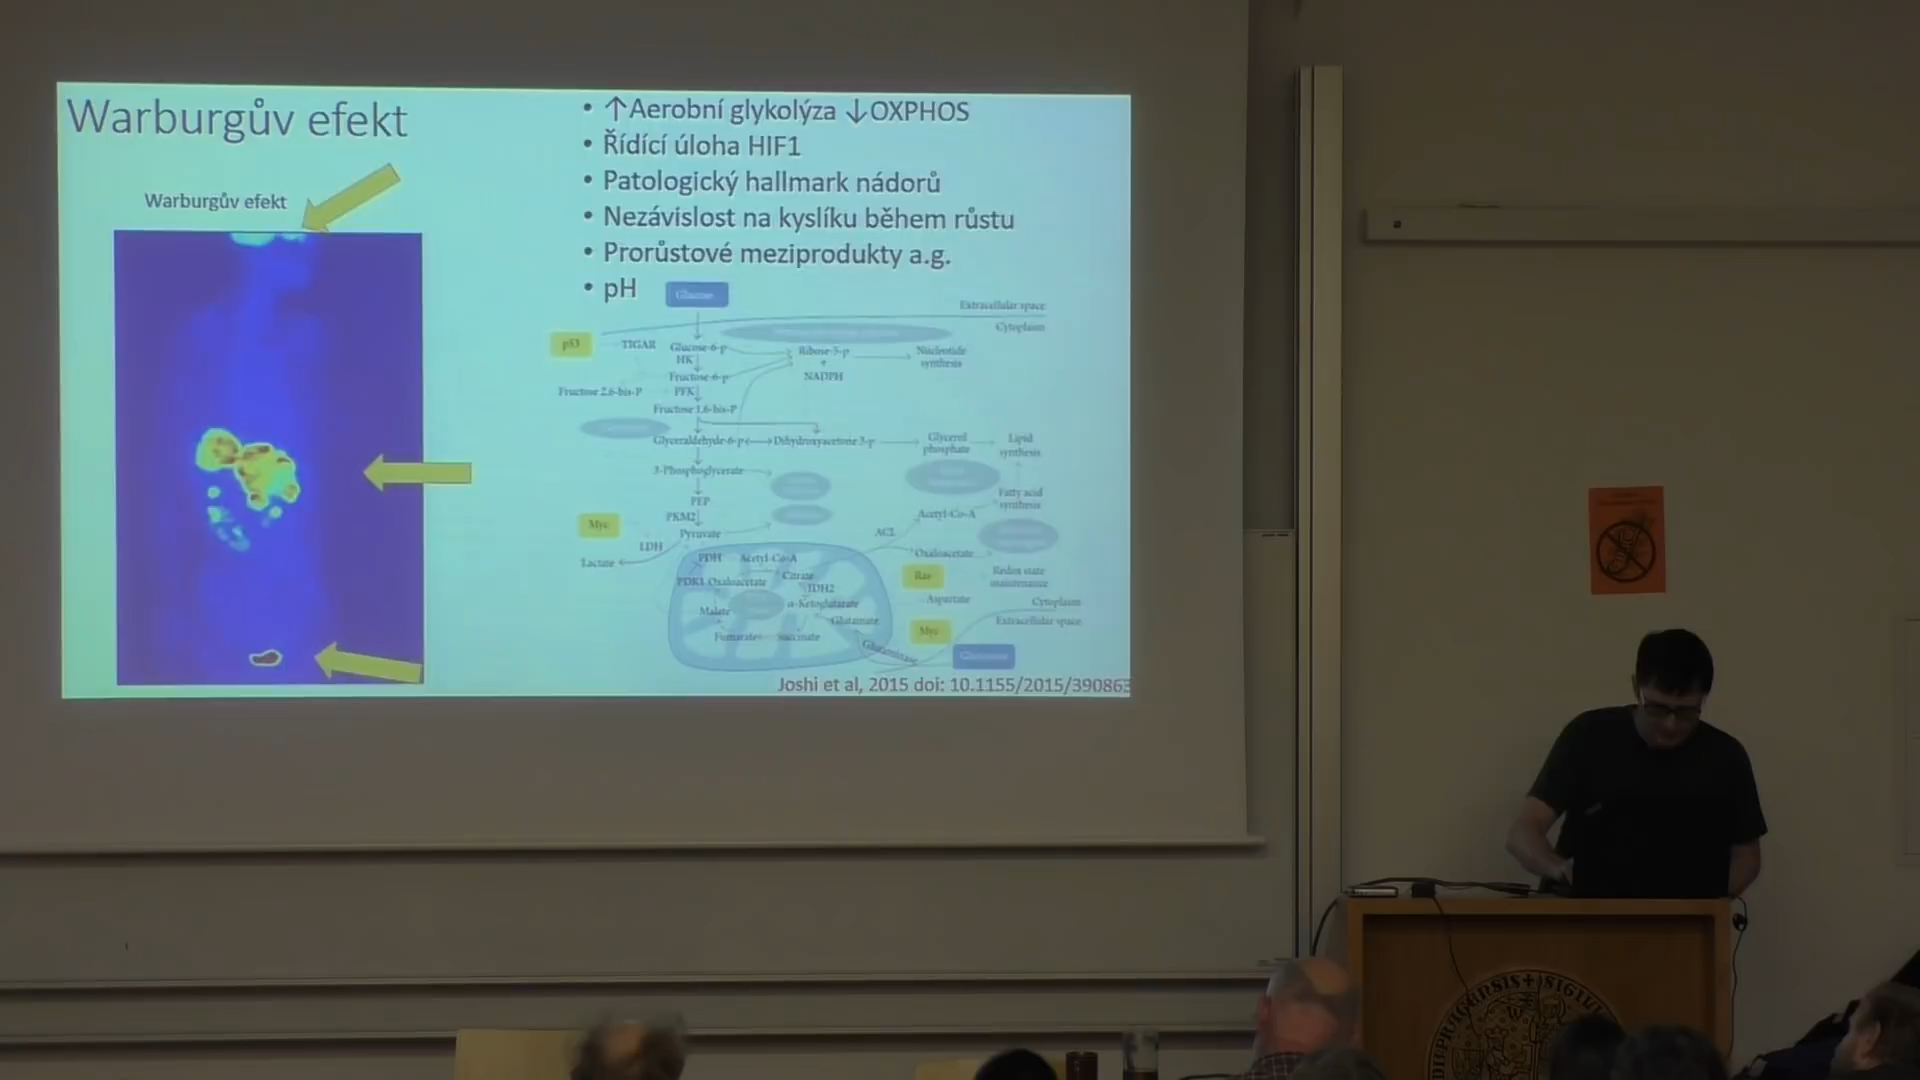 Warburgův efekt
Warburgův efekt
• ↑Aerobní glykolýza ↓OXPHOS
• Řídící úloha HIF1
• Patologický hallmark nádorů
• Nezávislost na kyslíku během růstu
• Prorůstové meziprodukty a.g.
• pH
Glucose
Extracellular space
Cytoplasm
p53
TIGAR
Glucose-6-p
HK
Ribose-5-p
Nucleotide
synthesis
NADPH
Fructose-6-p
Fructose 2,6-bis-P
PFK
Fructose 1,6-bis-P
Glyceraldehyde-6-p
Dihydroxyacetone 3-p
Glycerol
phosphate
Lipid
synthesis
3-Phosphoglycerate
PEP
Fatty acid
synthesis
PKM2
Acetyl-Co-A
Myc
Pyruvate
ACL
LDH
Lactate
PDH
Acetyl-Co-A
Oxaloacetate
Citrate
Ras
Redox state
maintenance
PDK1
Oxaloacetate
IDH2
Aspartate
Malate
α-Ketoglutarate
Cytoplasm
Glutamate
Extracellular space
Fumarate
Succinate
Myc
Glutaminase
Joshi et al, 2015 doi: 10.1155/2015/390863